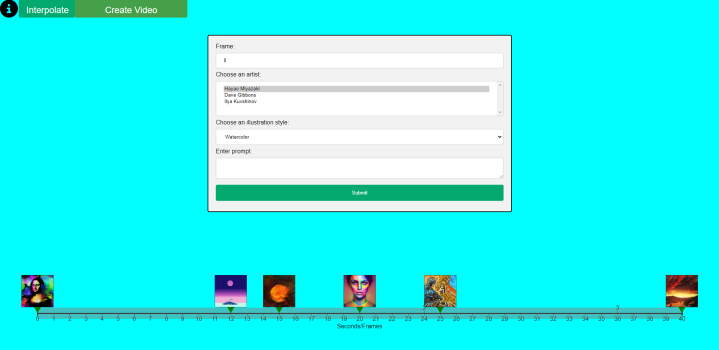 i Interpolate Create Video
Frame:
Choose an artist:
Hayao Miyazaki
Dave Gibbons
Ilya Kuvshinov
Choose an illustration style:
Watercolor
Enter prompt:
Submit
0 1 2 3 4 5 6 7 8 9 10 11 12 13 14 15 16 17 18 19 20 21 22 23 24 25 26 27 28 29 30 31 32 33 34 35 36 37 38 39 40
Seconds/Frames